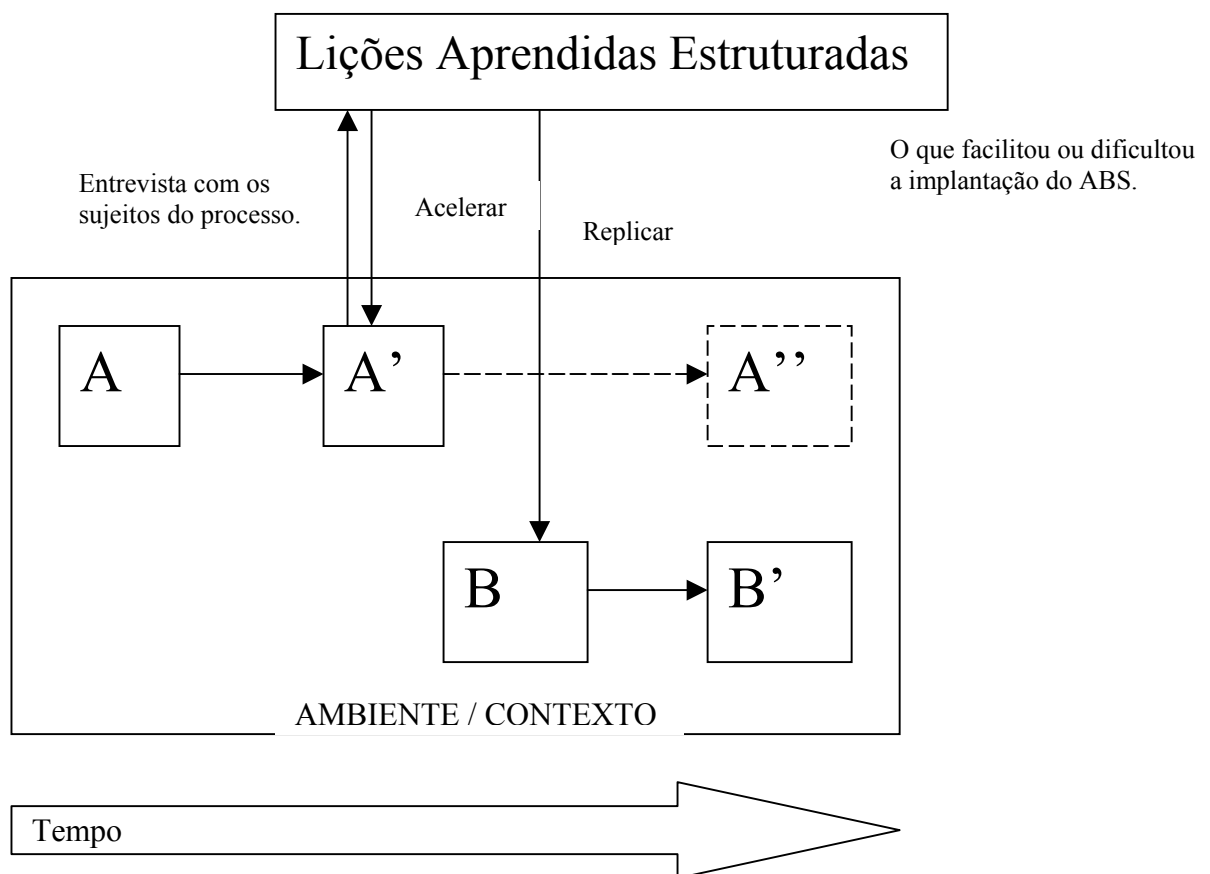 Lições Aprendidas Estruturadas
O que facilitou ou dificultou
a implantação do ABS.
Entrevista com os
sujeitos do processo.
Acelerar
Replicar
A
A’
A’’
B
B’
AMBIENTE / CONTEXTO
Tempo